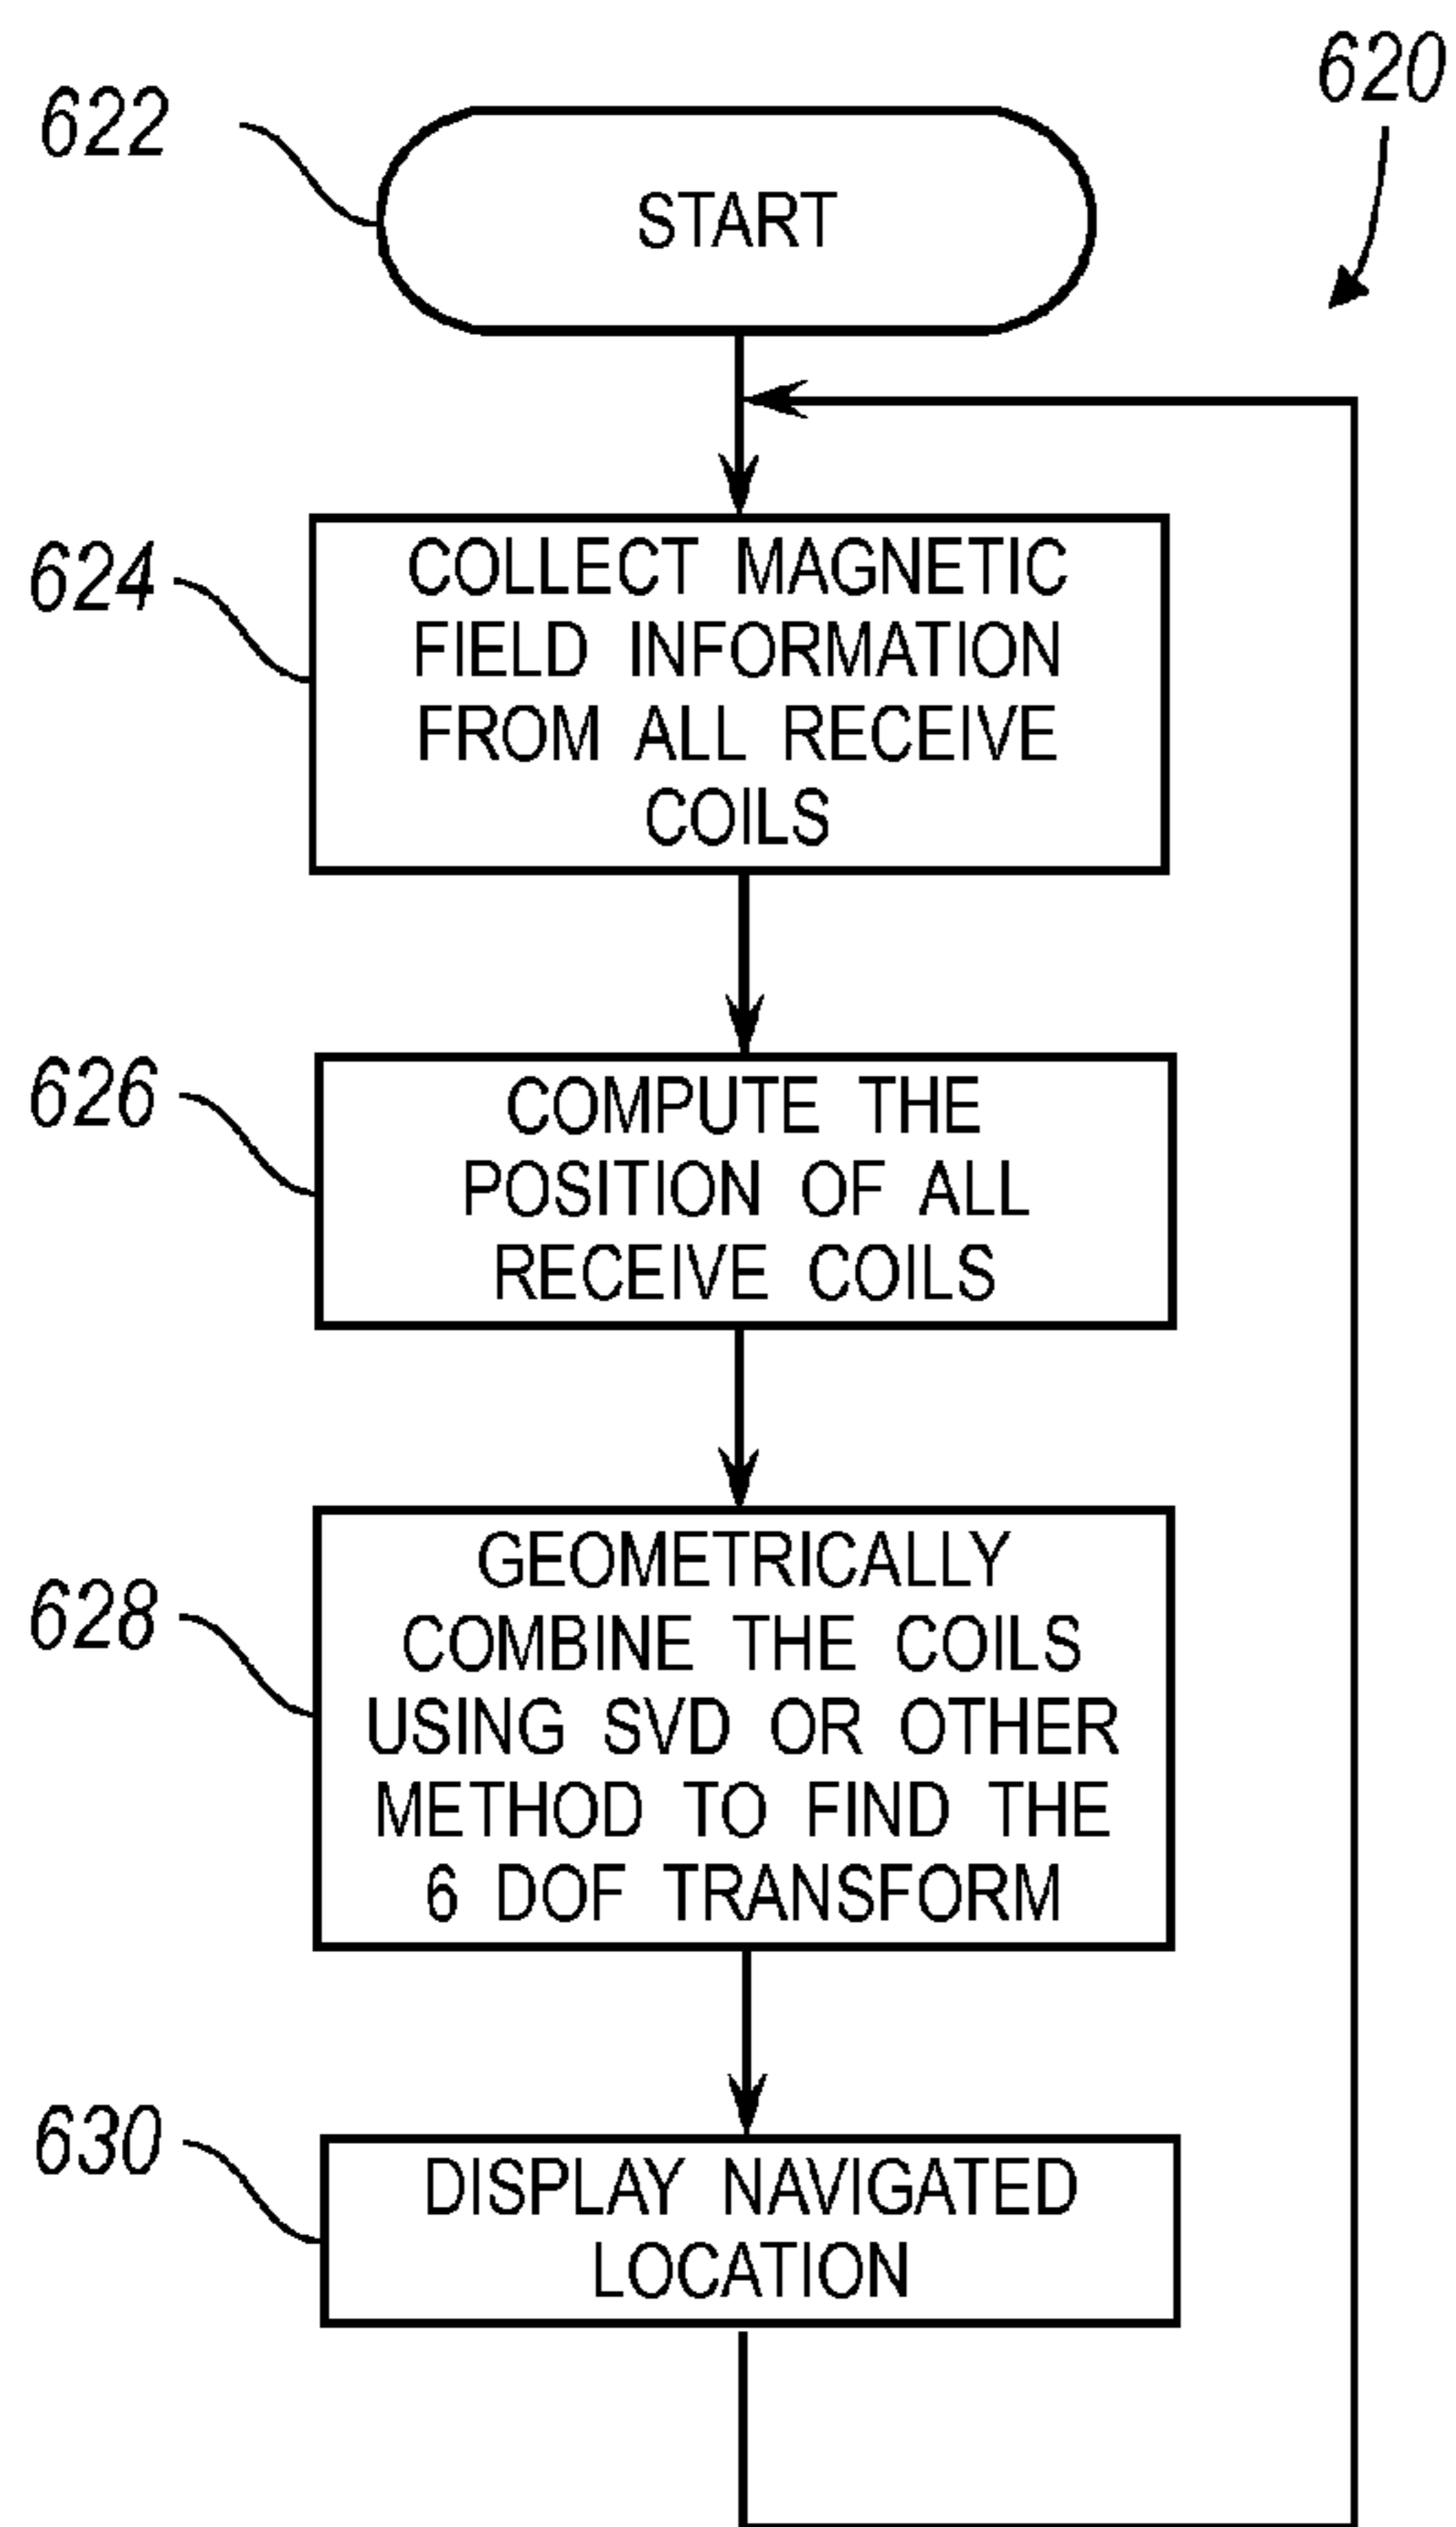 620
622
START
624
COLLECT MAGNETIC
FIELD INFORMATION
FROM ALL RECEIVE
COILS
626
COMPUTE THE
POSITION OF ALL
RECEIVE COILS
628
GEOMETRICALLY
COMBINE THE COILS
USING SVD OR OTHER
METHOD TO FIND THE
6 DOF TRANSFORM
630
DISPLAY NAVIGATED
LOCATION